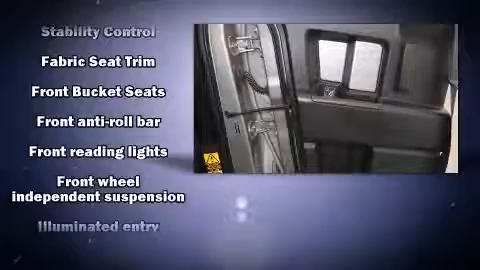 Stability Control
Fabric Seat Trim
Front Bucket Seats
Front anti-roll bar
Front reading lights
Front wheel
independent suspension
Illuminated entry